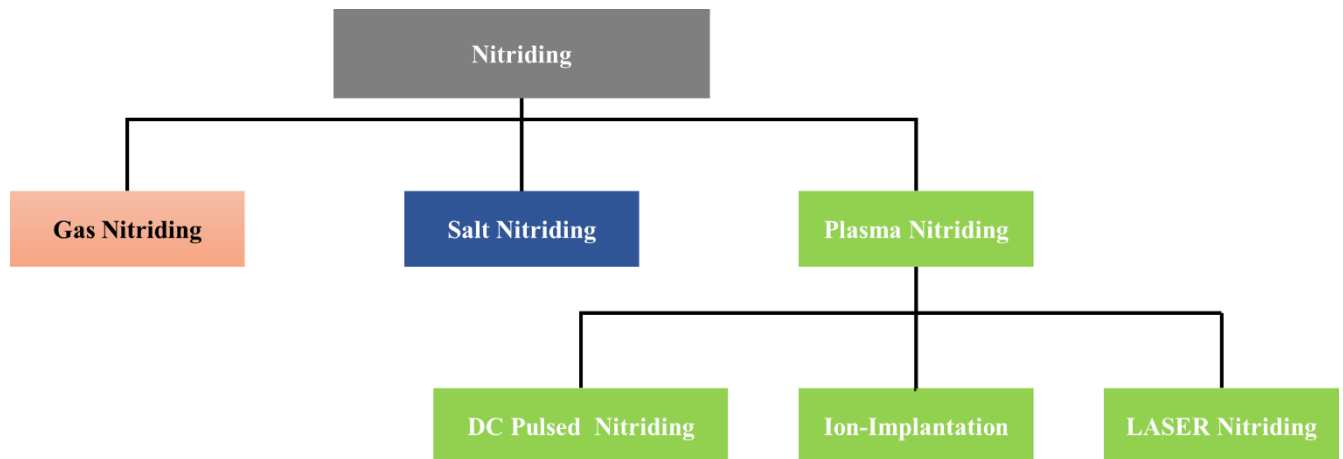 Nitriding
Gas Nitriding
Salt Nitriding
Plasma Nitriding
DC Pulsed  Nitriding
Ion-Implantation
LASER Nitriding